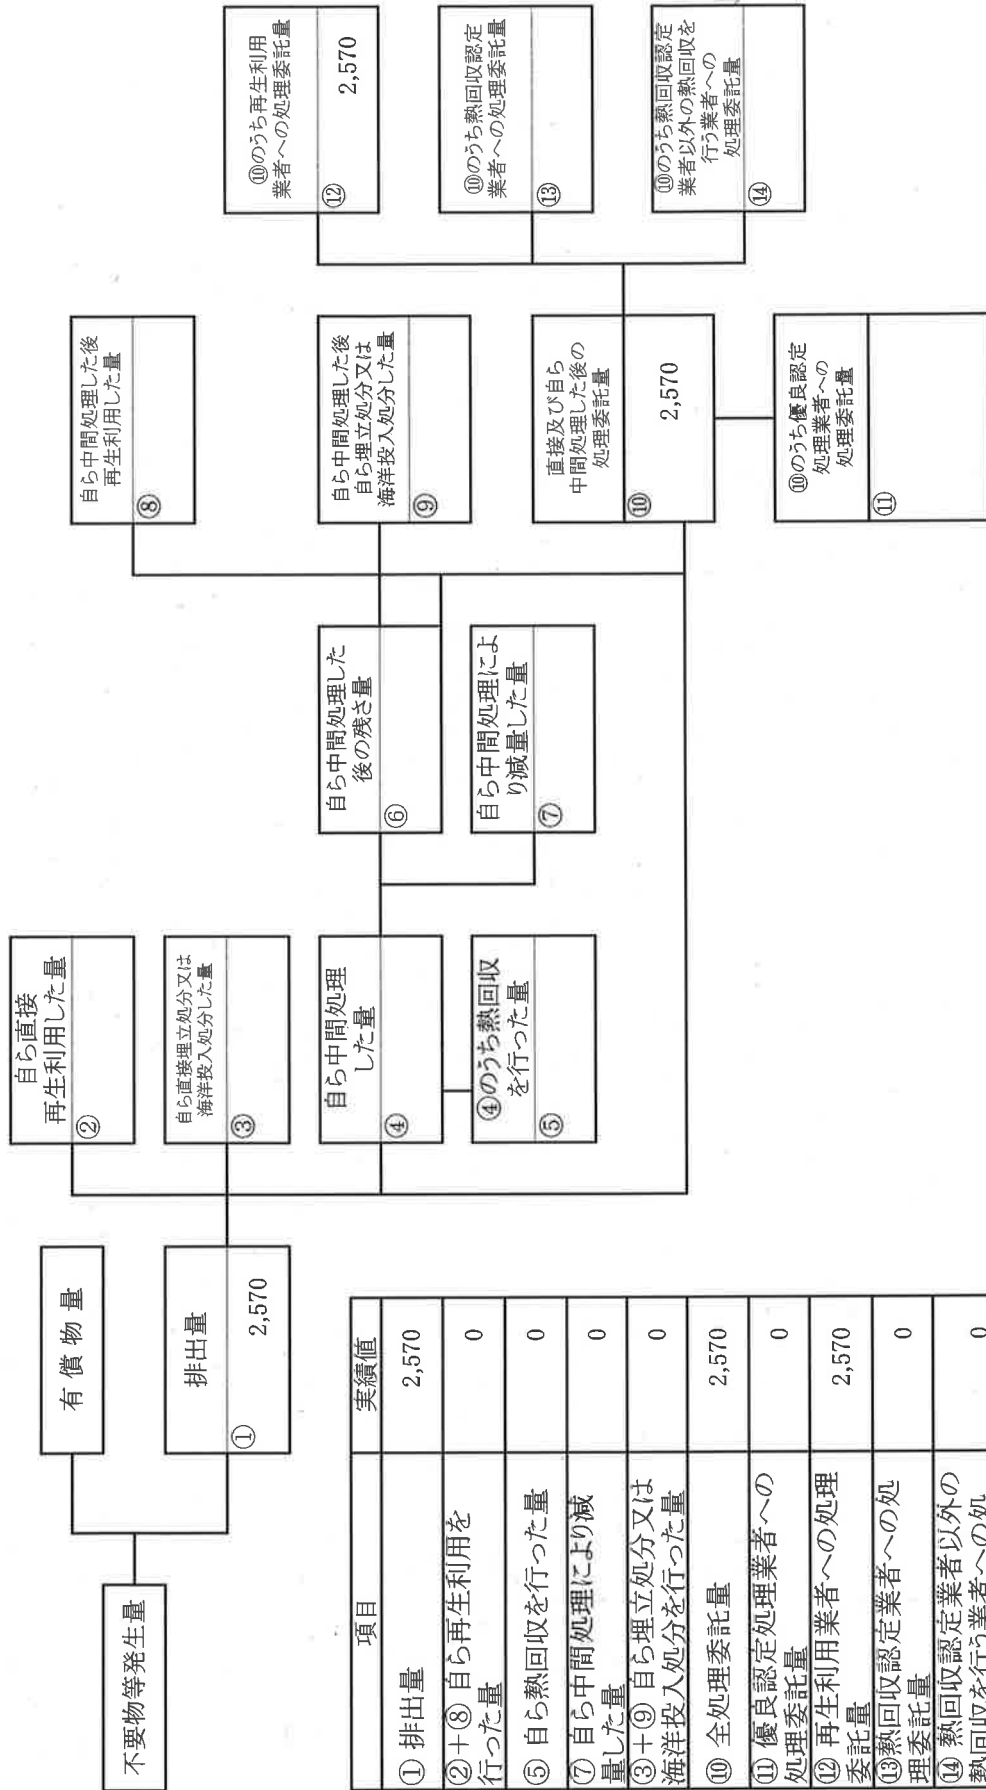 不要物等発生量
有償物量
排出量
①
2,570
自ら直接
再生利用した量
②
自ら直接埋立処分又は
海洋投入処分した量
③
自ら中間処理
した量
④
④のうち熱回収
を行った量
⑤
自ら中間処理した
後の残さ量
⑥
自ら中間処理によ
り減量した量
⑦
自ら中間処理した後
再生利用した量
⑧
自ら中間処理した後
自ら埋立処分又は
海洋投入処分した量
⑨
直接及び自ら
中間処理した後の
処理委託量
⑩
2,570
⑩のうち優良認定
処理業者への
処理委託量
⑪
⑩のうち再生利用
業者への処理委託量
⑫
2,570
⑩のうち熱回収認定
業者への処理委託量
⑬
⑩のうち熱回収認定
業者以外の熱回収を
行う業者への
処理委託量
⑭
項目 実績値
① 排出量 2,570
②+⑧ 自ら再生利用を
行った量 0
⑤ 自ら熱回収を行った量 0
⑦ 自ら中間処理により減
量した量 0
③+⑨ 自ら埋立処分又は
海洋投入処分を行った量 0
⑩ 全処理委託量 2,570
⑪ 優良認定処理業者への
処理委託量 0
⑫ 再生利用業者への処理
委託量 2,570
⑬熱回収認定業者への処
理委託量 0
⑭ 熱回収認定業者以外の
熱回収を行う業者への処 0